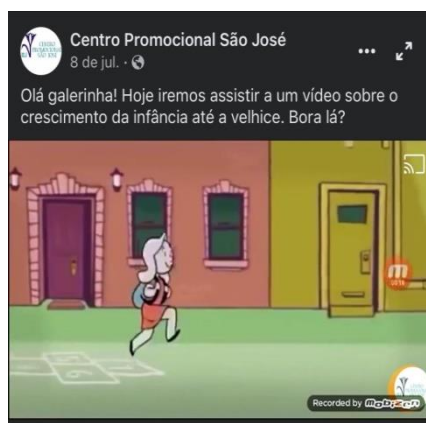 Centro Promocional São José
8 de jul.
Olá galerinha! Hoje iremos assistir a um vídeo sobre o
crescimento da infância até a velhice. Bora lá?
Recorded by Mobizen